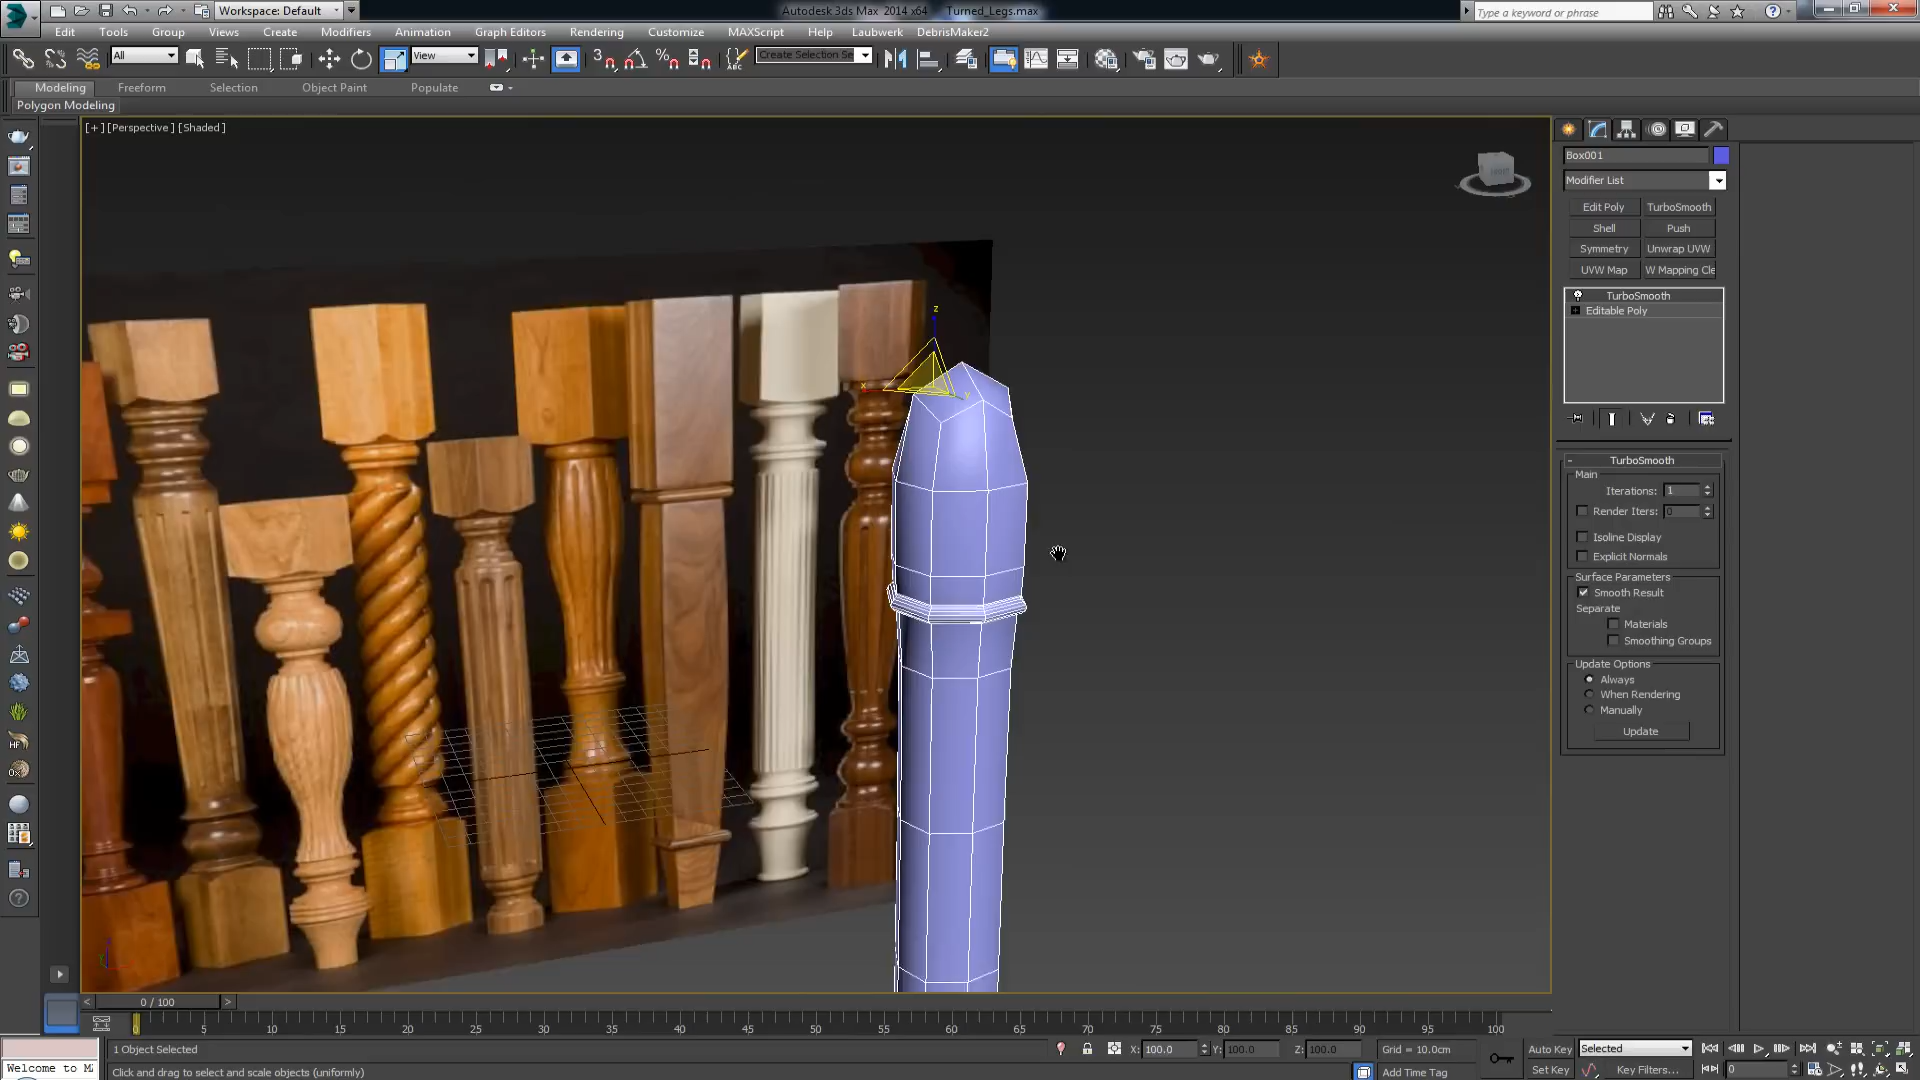 Workspace: Default
Autodesk 3ds Max 2014 x64 Turned_Legs.max
Type a keyword or phrase
Edit Tools Group Views Create Modifiers Animation Graph Editors Rendering Customize MAXScript Help Laubwerk DebrisMaker2
All View Create Selection Se
Modeling Freeform Selection Object Paint Populate
Polygon Modeling
[+] [Perspective] [Shaded]
Box001
Modifier List
Edit Poly TurboSmooth
Shell Push
Symmetry Unwrap UVW
UVW Map W Mapping Cle
TurboSmooth
Editable Poly
- TurboSmooth
Main
Iterations: 1
Render Iters: 0
Isoline Display
Explicit Normals
Surface Parameters
Smooth Result
Separate
Materials
Smoothing Groups
Update Options
Always
When Rendering
Manually
Update
z
x
y
< 0 / 100 >
0 5 10 15 20 25 30 35 40 45 50 55 60 65 70 75 80 85 90 95 100
1 Object Selected X: 100.0 Y: 100.0 Z: 100.0 Grid = 10.0cm Auto Key Selected
Welcome to M Click and drag to select and scale objects (uniformly) Add Time Tag Set Key Key Filters... 0